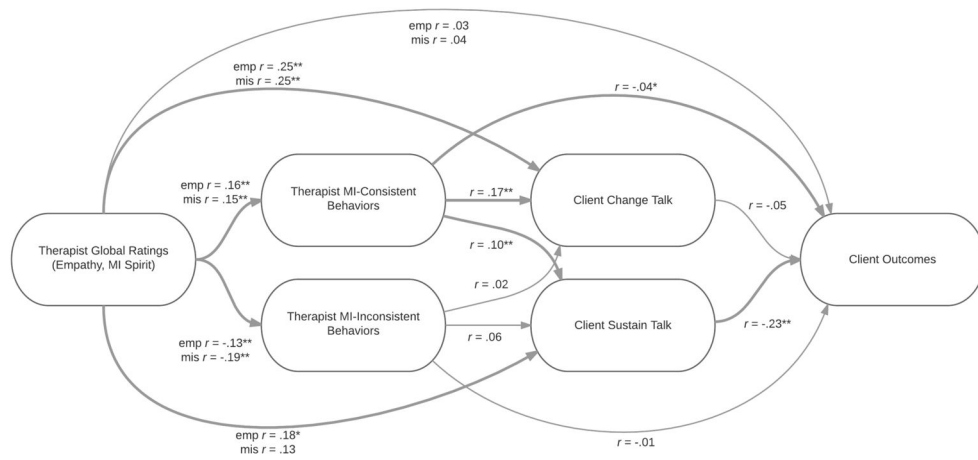 emp r = .03
mis r = .04
emp r = .25**
mis r = .25**
r = -.04*
emp r = .16**
mis r = .15**
Therapist MI-Consistent
Behaviors
r = .17**
Client Change Talk
r = -.05
Therapist Global Ratings
(Empathy, MI Spirit)
r = .10**
Client Outcomes
r = .02
Therapist MI-Inconsistent
Behaviors
r = .06
Client Sustain Talk
r = -.23**
emp r = -.13**
mis r = -.19**
emp r = .18*
mis r = .13
r = -.01